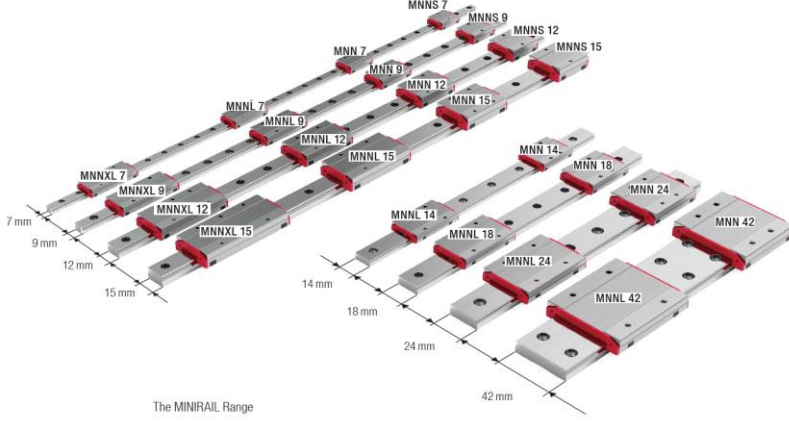 MNNS 7
MNNS 9
MNNS 12
MNNS 15
MNN 7
MNN 9
MNN 12
MNN 15
MNNL 7
MNNL 9
MNNL 12
MNNL 15
MNNXL 7
MNNXL 9
MNNXL 12
MNNXL 15
7 mm
9 mm
12 mm
15 mm
MNN 14
MNN 18
MNN 24
MNN 42
MNNL 14
MNNL 18
MNNL 24
MNNL 42
14 mm
18 mm
24 mm
42 mm
The MINIRAIL Range